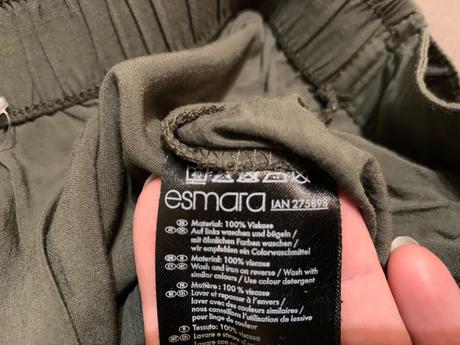 esmara IAN 275898
Material: 100% Viskose
Auf links waschen und bügeln /
mit ähnlichen Farben waschen /
wir empfehlen ein Colorwaschmittel
Material: 100% viscose
Wash and iron on reverse / Wash with
similar colours / Use colour detergent
Matière : 100 % viscose
Laver et repasser à l'envers /
laver avec des couleurs similaires /
nous conseillons l'utilisation de lessive
pour linge de couleur
Tessuto: 100% viscosa